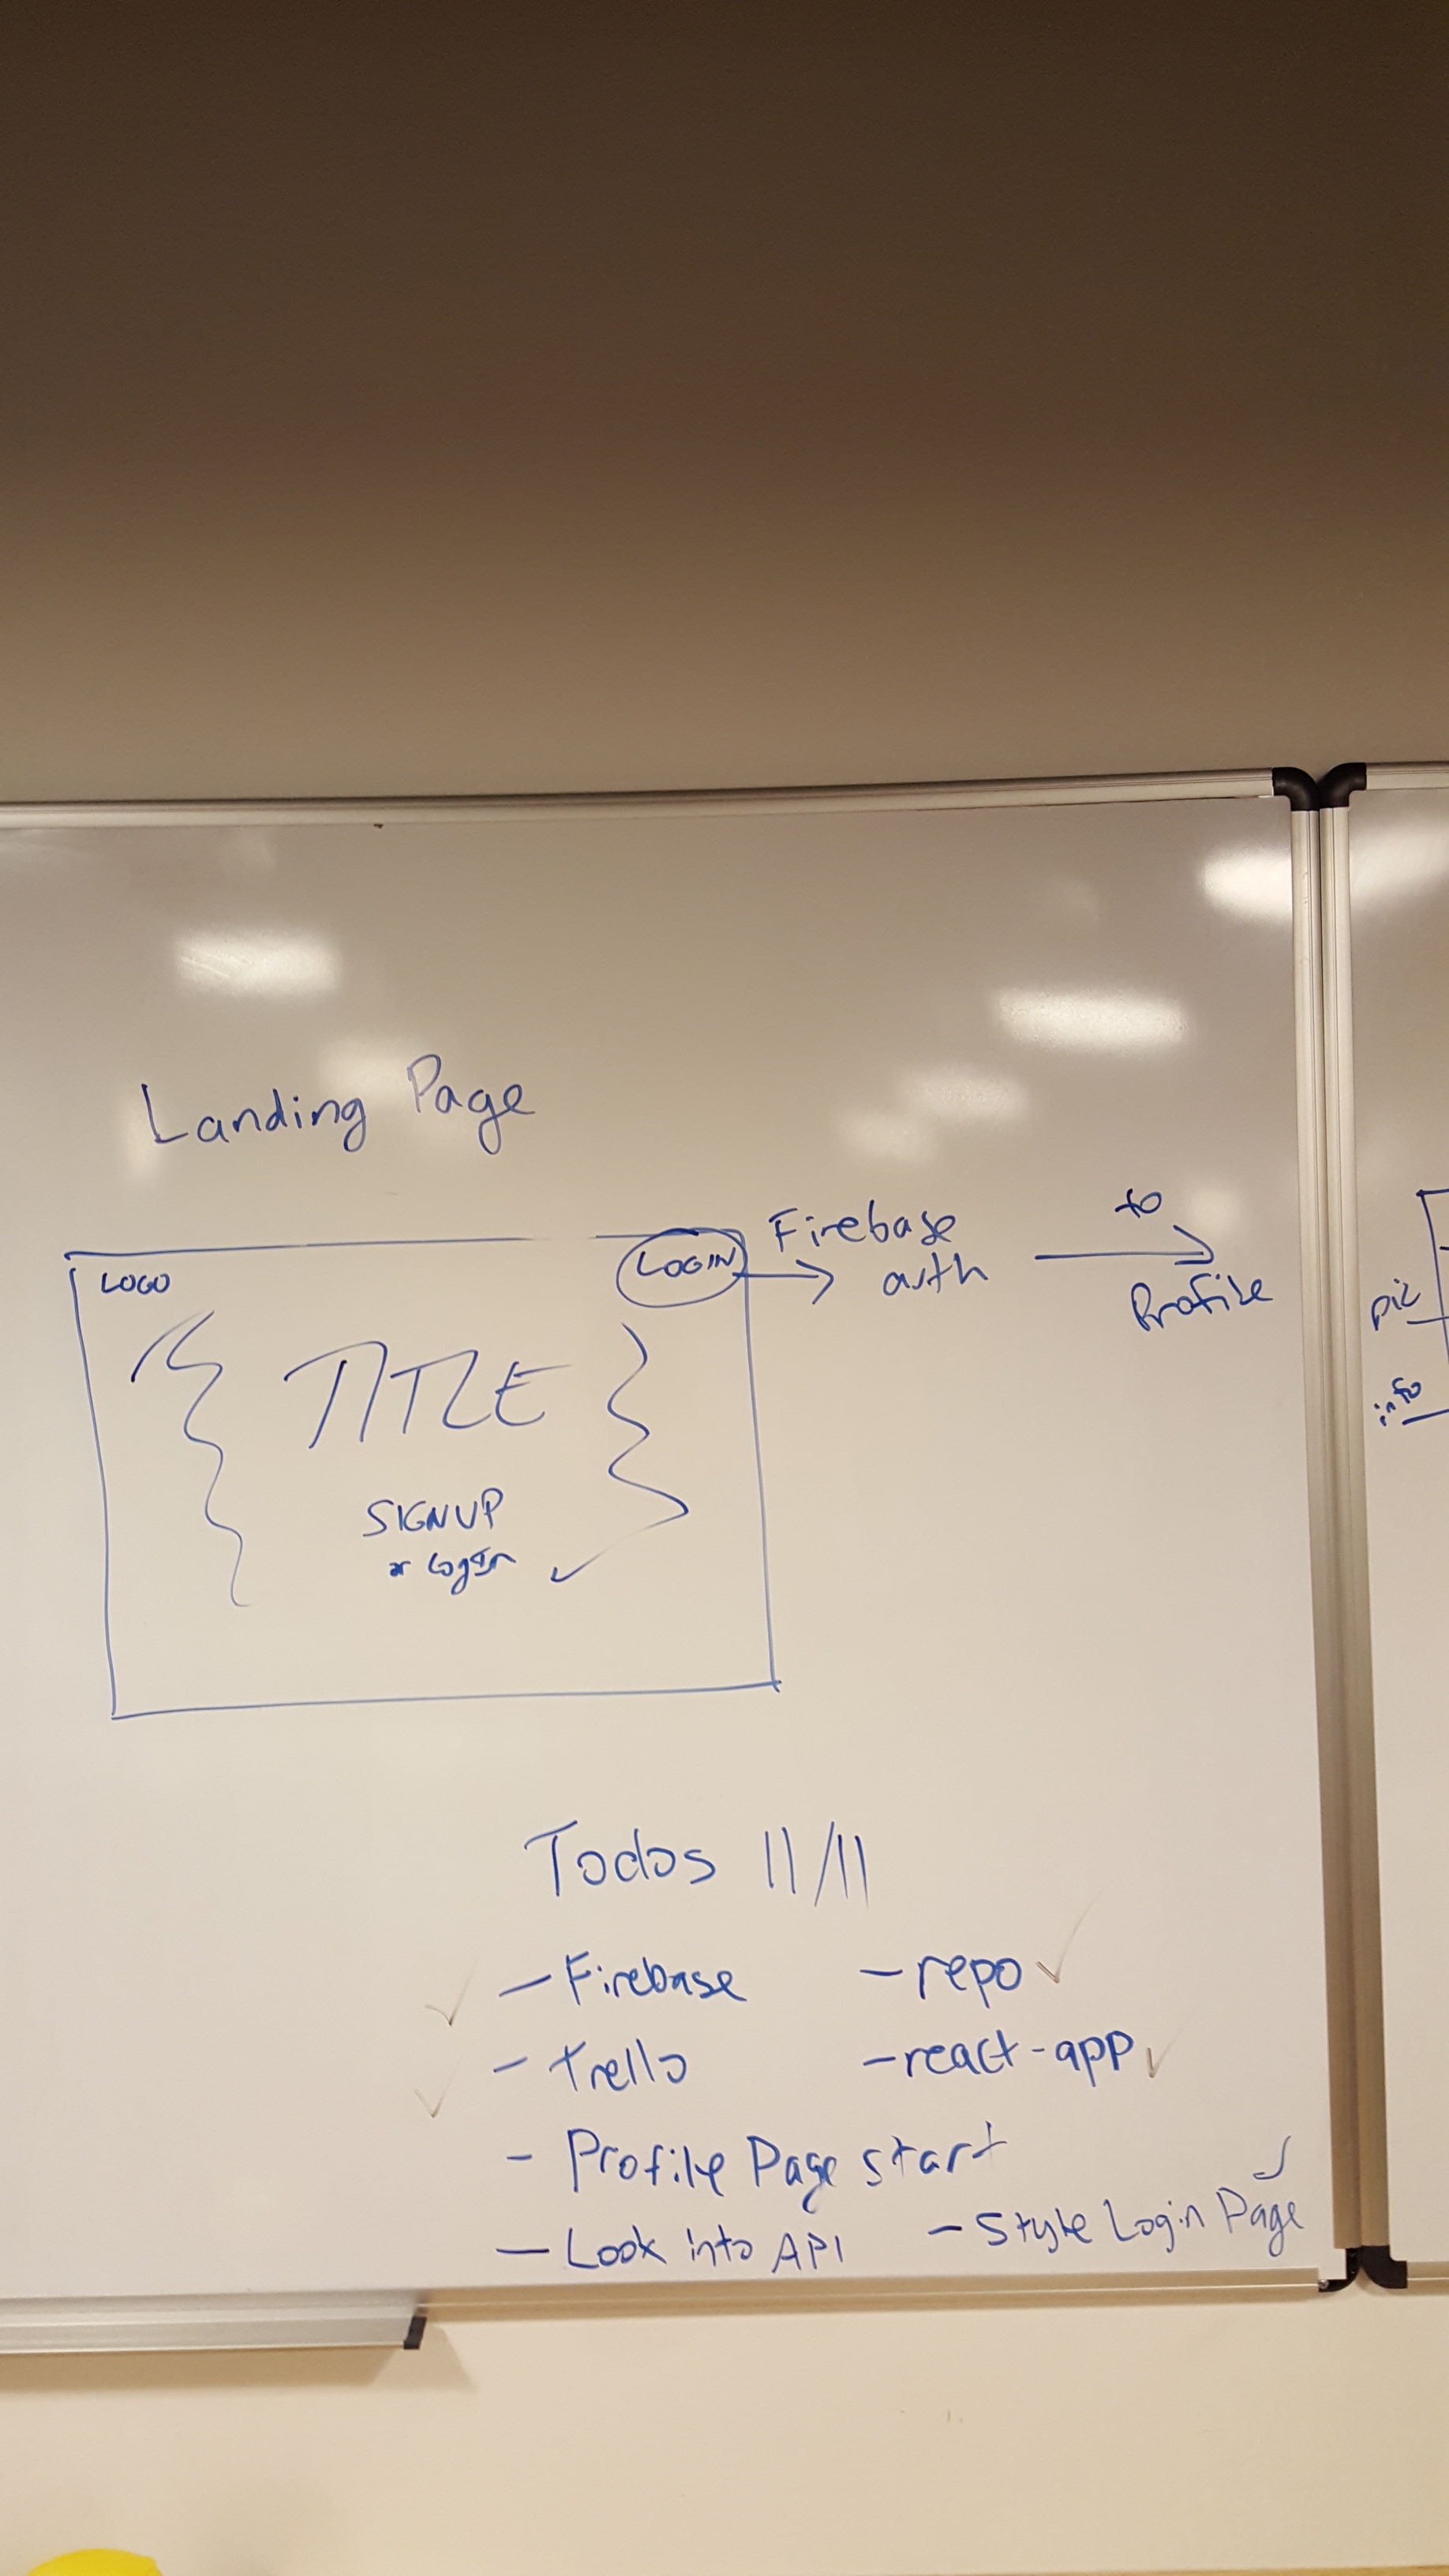 Landing Page
LOGO
LOGIN
Firebase
auth
to
Profile
TITLE
SIGNUP
or login
pic
info
Todos 11/11
- Firebase
- repo
- trello
- react-app
- Profile Page start
- Look into API
- Style Login Page